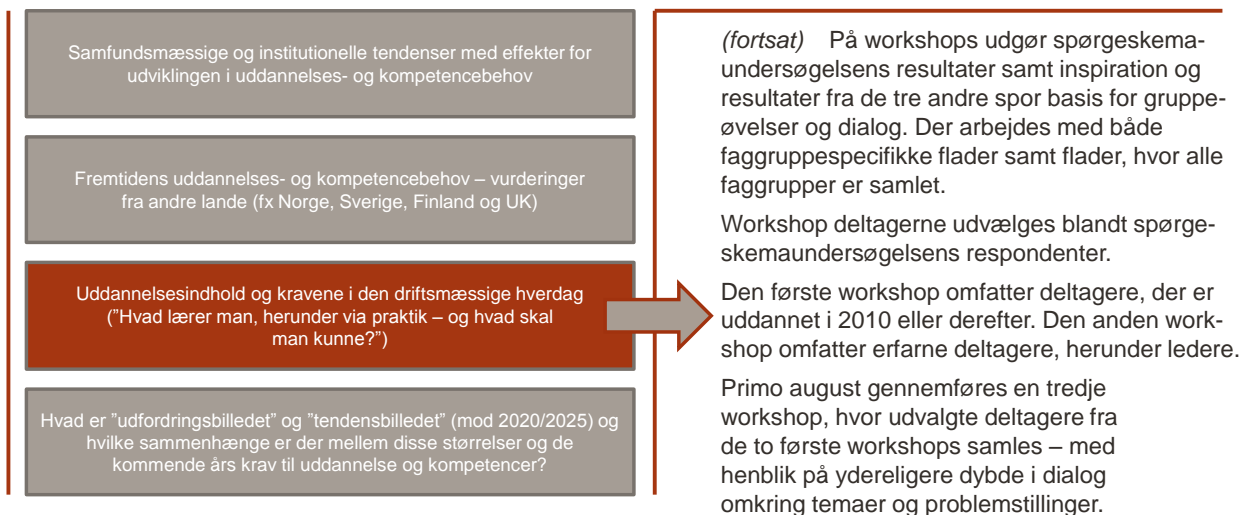 Samfundsmæssige og institutionelle tendenser med effekter for
udviklingen i uddannelses- og kompetencebehov
Fremtidens uddannelses- og kompetencebehov – vurderinger
fra andre lande (fx Norge, Sverige, Finland og UK)
Uddannelsesindhold og kravene i den driftsmæssige hverdag
("Hvad lærer man, herunder via praktik – og hvad skal
man kunne?")
Hvad er ”udfordringsbilledet” og ”tendensbilledet” (mod 2020/2025) og
hvilke sammenhænge er der mellem disse størrelser og de
kommende års krav til uddannelse og kompetencer?
(fortsat) På workshops udgør spørgeskema-
undersøgelsens resultater samt inspiration og
resultater fra de tre andre spor basis for gruppe-
øvelser og dialog. Der arbejdes med både
faggruppespecifikke flader samt flader, hvor alle
faggrupper er samlet.
Workshop deltagerne udvælges blandt spørge-
skemaundersøgelsens respondenter.
Den første workshop omfatter deltagere, der er
uddannet i 2010 eller derefter. Den anden work-
shop omfatter erfarne deltagere, herunder ledere.
Primo august gennemføres en tredje
workshop, hvor udvalgte deltagere fra
de to første workshops samles – med
henblik på ydereligere dybde i dialog
omkring temaer og problemstillinger.